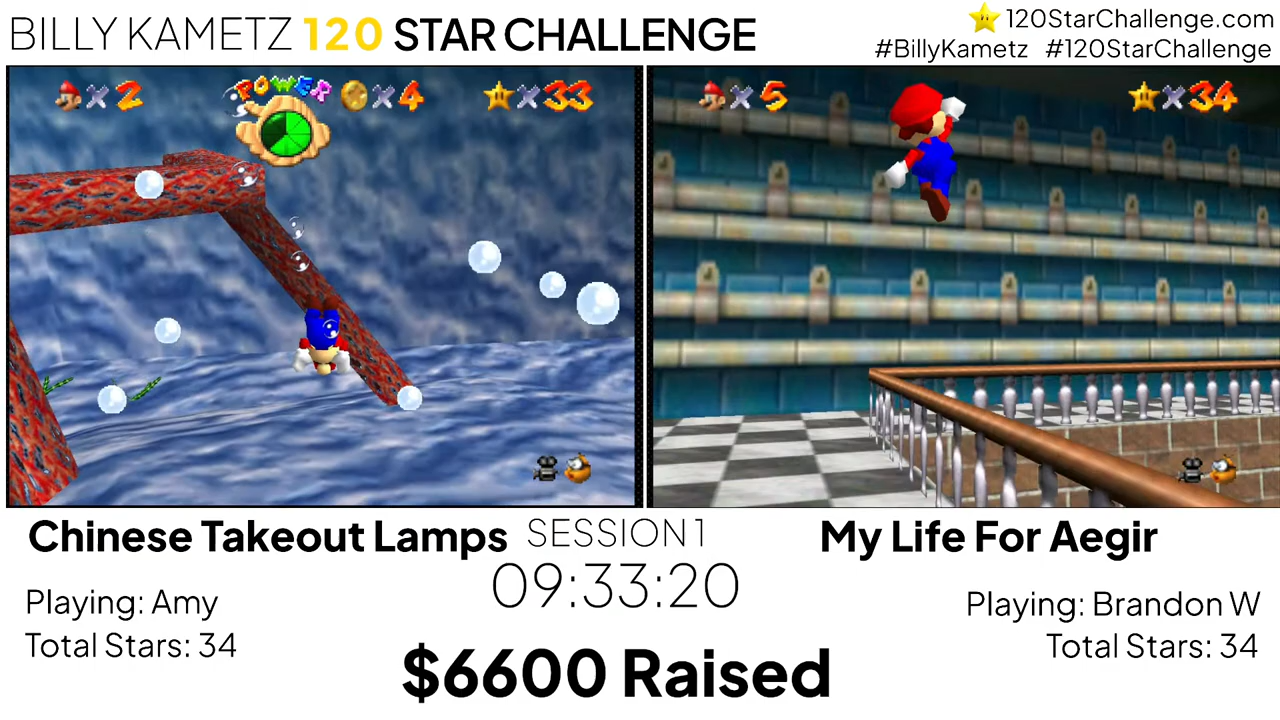 BILLY KAMETZ 120 STAR CHALLENGE
120StarChallenge.com
#BillyKametz #120StarChallenge
×2 POWER ×4 ×33
×5 ×34
Chinese Takeout Lamps
SESSION 1
My Life For Aegir
09:33:20
Playing: Amy
Total Stars: 34
Playing: Brandon W
Total Stars: 34
$6600 Raised